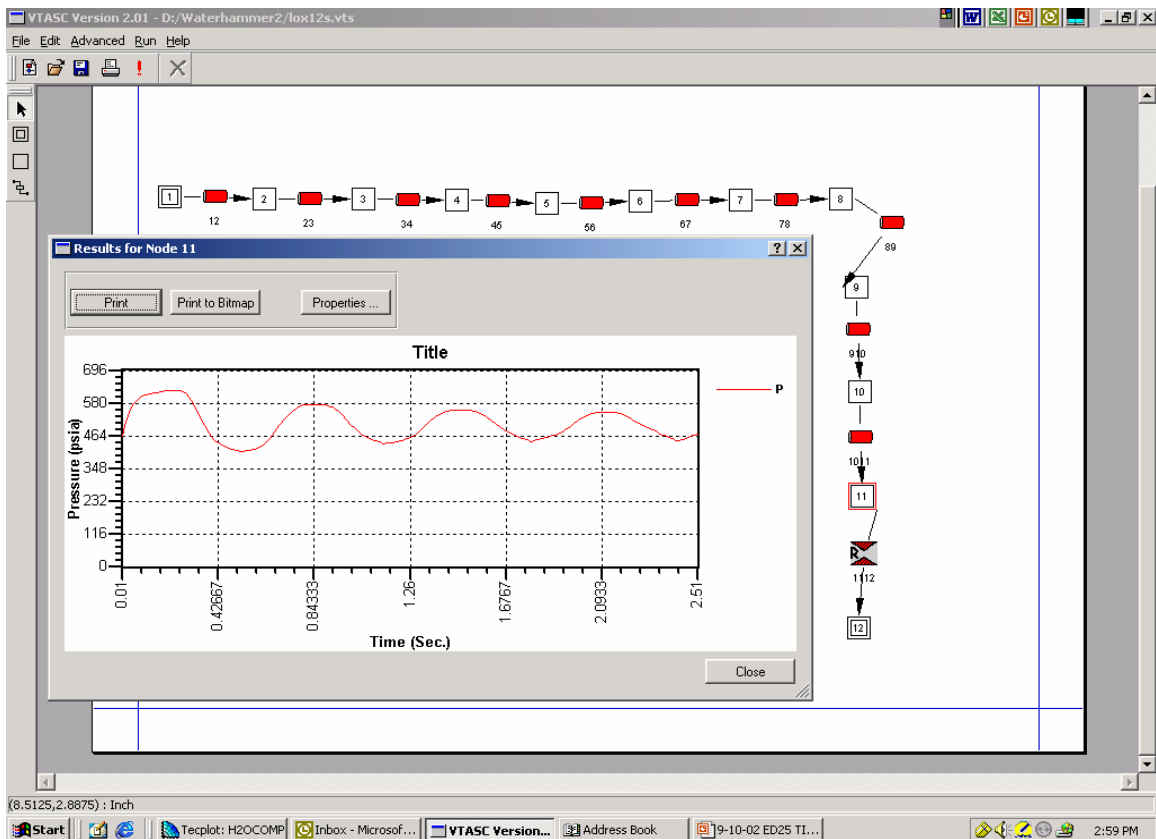 VTASC Version 2.01 - D:/Waterhammer2/lox12s.vts
File Edit Advanced Run Help
1 2 3 4 5 6 7 8
12 23 34 45 56 67 78
89
Results for Node 11
Print Print to Bitmap Properties ...
9
910
10
1011
11
R
1112
12
Title
P
696
580
464
348
232
116
0
Pressure (psia)
0.01 0.42667 0.84333 1.26 1.6767 2.0933 2.51
Time (Sec.)
Close
(8.5125,2.8875) : Inch
Start Tecplot: H2OCOMP Inbox - Microsof... VTASC Version... Address Book 9-10-02 ED25 TI... 2:59 PM